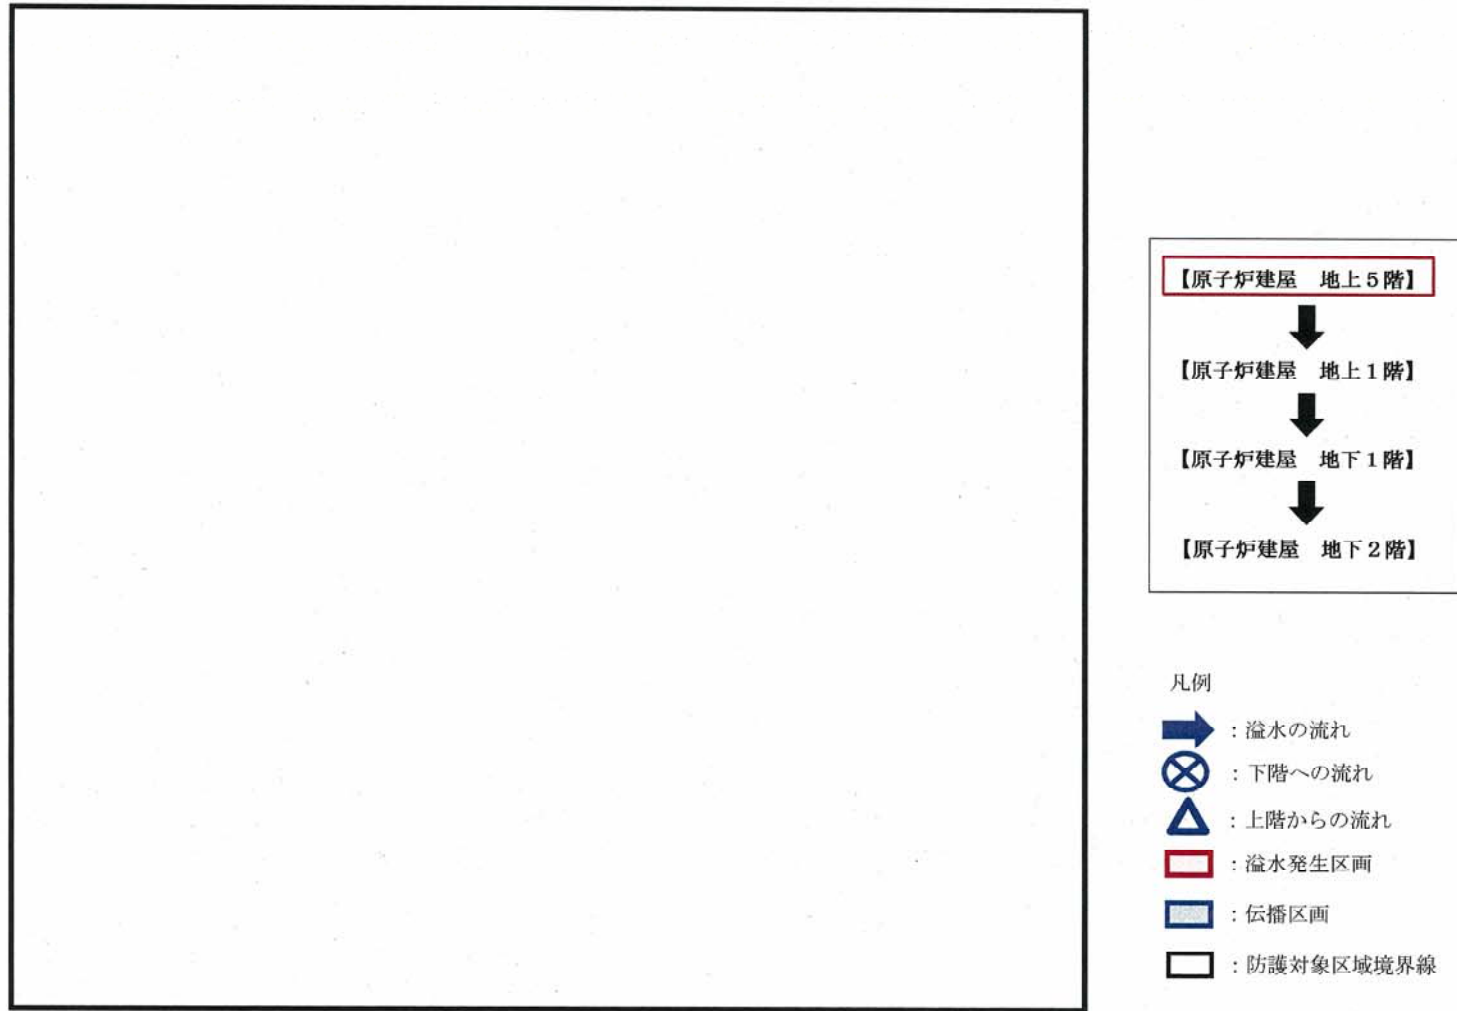 【原子炉建屋　地上５階】
【原子炉建屋　地上１階】
【原子炉建屋　地下１階】
【原子炉建屋　地下２階】
凡例
：溢水の流れ
：下階への流れ
：上階からの流れ
：溢水発生区画
：伝播区画
：防護対象区域境界線